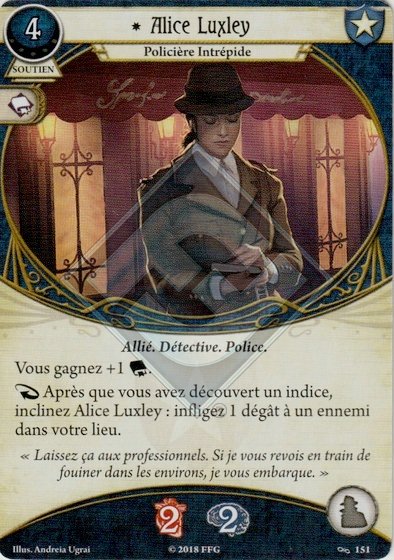 4
* Alice Luxley
SOUTIEN
Policière Intrépide
Allié. Détective. Police.
Vous gagnez +1 .
Après que vous avez découvert un indice,
inclinez Alice Luxley : infligez 1 dégât à un ennemi
dans votre lieu.
« Laissez ça aux professionnels. Si je vous revois en train de
fouiner dans les environs, je vous embarque. »
2 2
Illus. Andreia Ugrai
© 2018 FFG
151